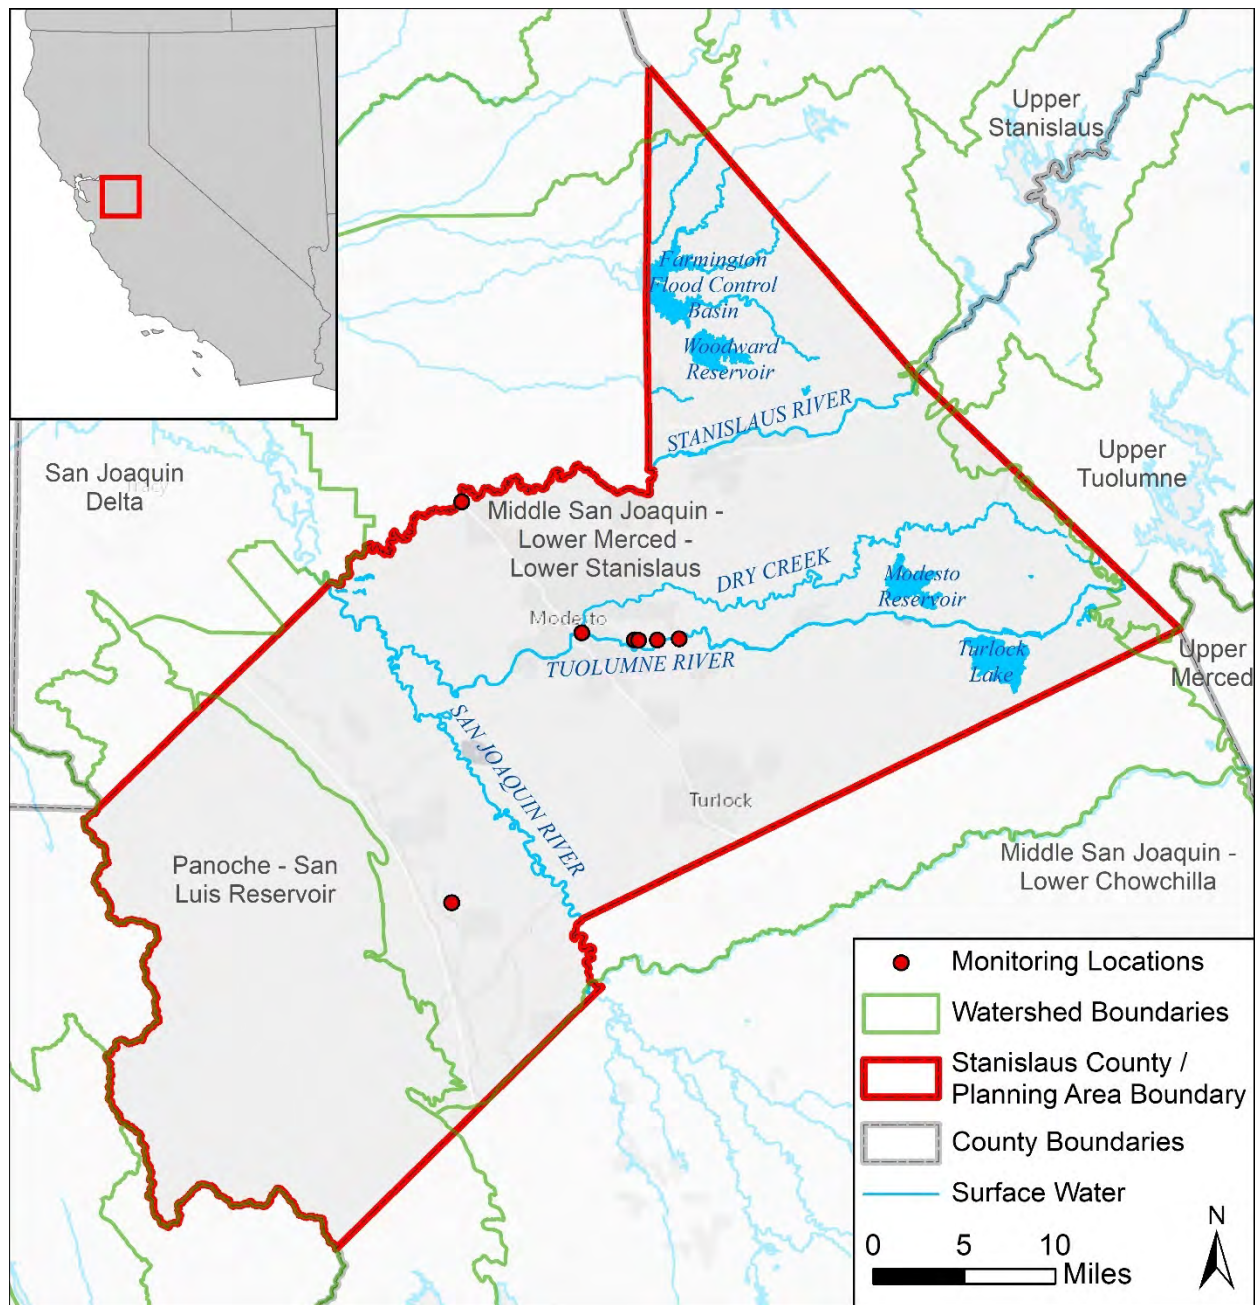 Upper
Stanislaus
Farmington
Flood Control
Basin
Woodward
Reservoir
STANISLAUS RIVER
San Joaquin
Delta
Tracy
Upper
Tuolumne
Middle San Joaquin -
Lower Merced -
Lower Stanislaus
DRY CREEK
Modesto
Reservoir
Modesto
TUOLUMNE RIVER
Turlock
Lake
Upper
Merced
SAN JOAQUIN RIVER
Turlock
Panoche - San
Luis Reservoir
Middle San Joaquin -
Lower Chowchilla
Monitoring Locations
Watershed Boundaries
Stanislaus County /
Planning Area Boundary
County Boundaries
Surface Water
N
0 5 10
Miles